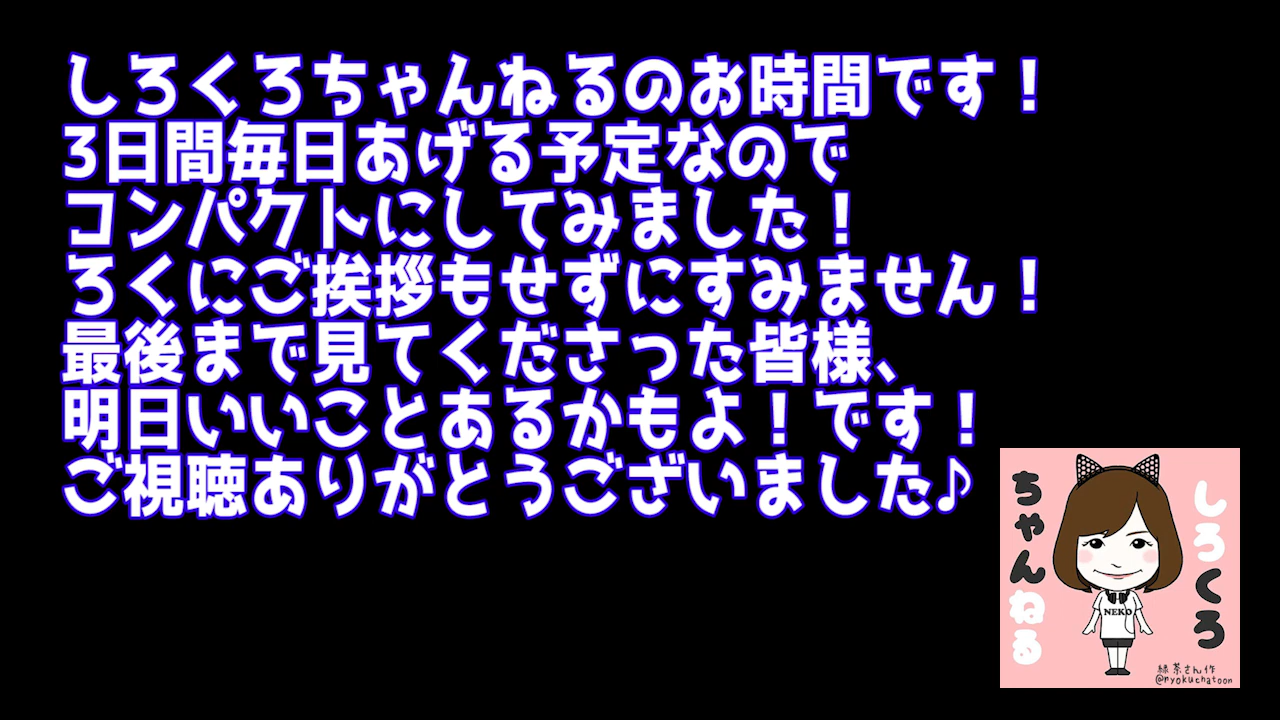 しろくろちゃんねるのお時間です！
3日間毎日あげる予定なので
コンパクトにしてみました！
ろくにご挨拶もせずにすみません！
最後まで見てくださった皆様、
明日いいことあるかもよ！です！
ご視聴ありがとうございました♪
しろくろ
ちゃんねる
NEKO
緑茶さん作
@ryokuchatoon